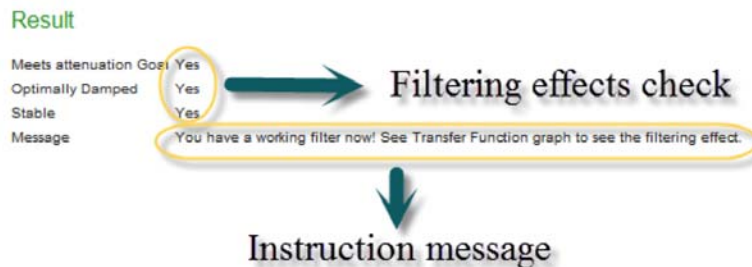 Result
Meets attenuation Goal Yes
Optimally Damped Yes
Filtering effects check
Stable Yes
Message You have a working filter now! See Transfer Function graph to see the filtering effect.
Instruction message